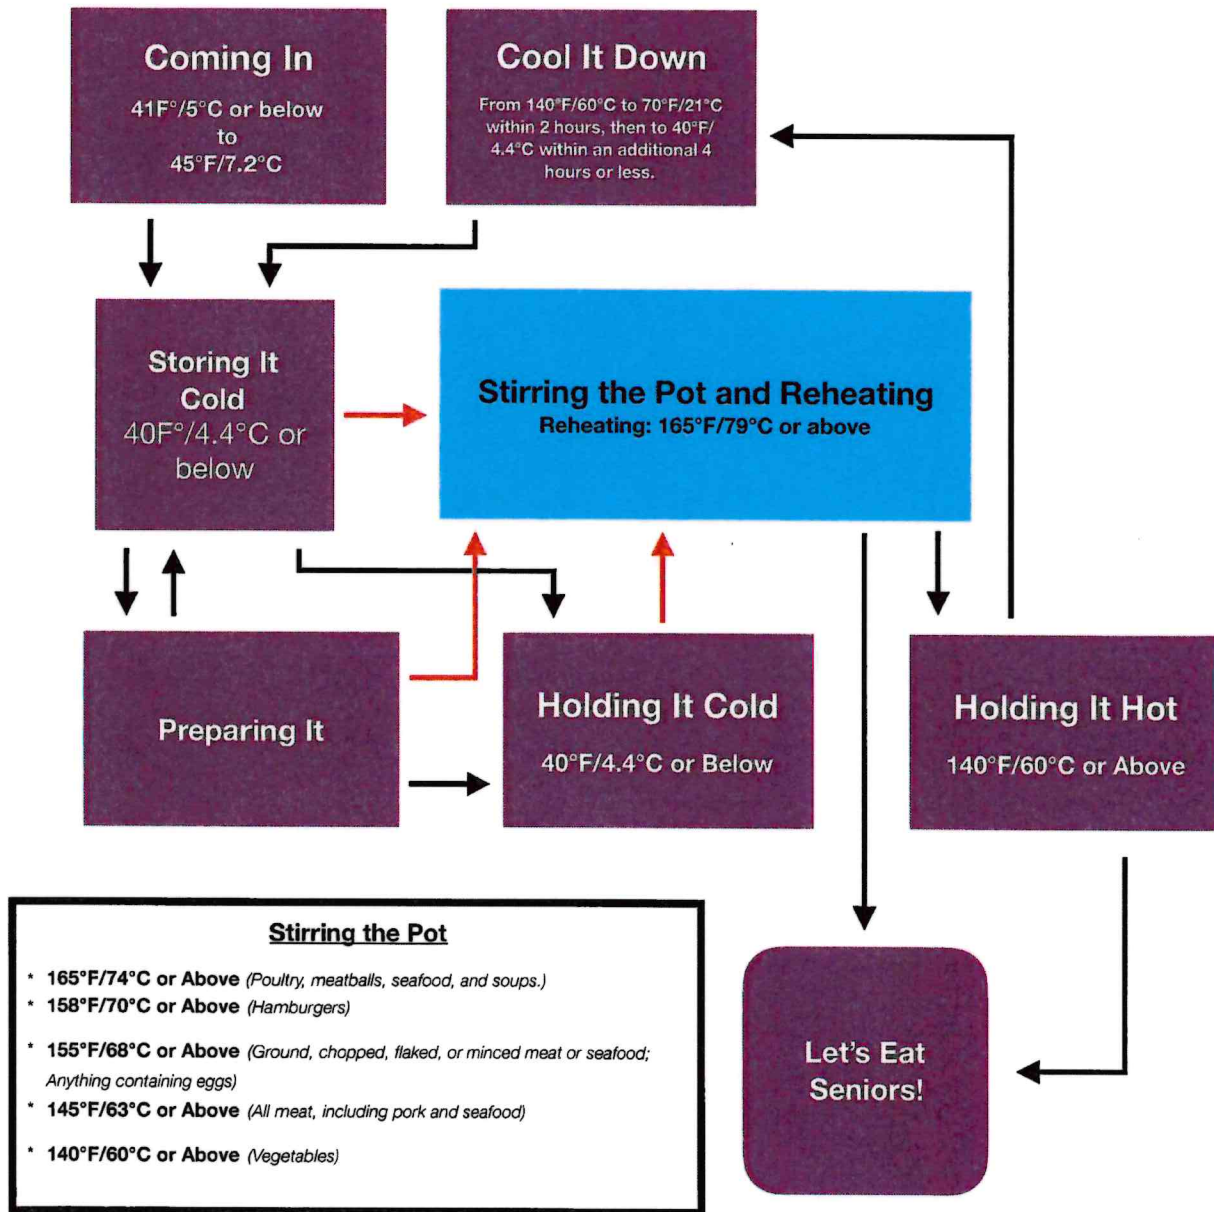 Coming In
41F°/5°C or below
to
45°F/7.2°C
Cool It Down
From 140°F/60°C to 70°F/21°C
within 2 hours, then to 40°F/
4.4°C within an additional 4
hours or less.
Storing It
Cold
40F°/4.4°C or
below
Stirring the Pot and Reheating
Reheating: 165°F/79°C or above
Preparing It
Holding It Cold
40°F/4.4°C or Below
Holding It Hot
140°F/60°C or Above
Stirring the Pot
* 165°F/74°C or Above (Poultry, meatballs, seafood, and soups.)
* 158°F/70°C or Above (Hamburgers)
* 155°F/68°C or Above (Ground, chopped, flaked, or minced meat or seafood;
Anything containing eggs)
* 145°F/63°C or Above (All meat, including pork and seafood)
* 140°F/60°C or Above (Vegetables)
Let's Eat
Seniors!